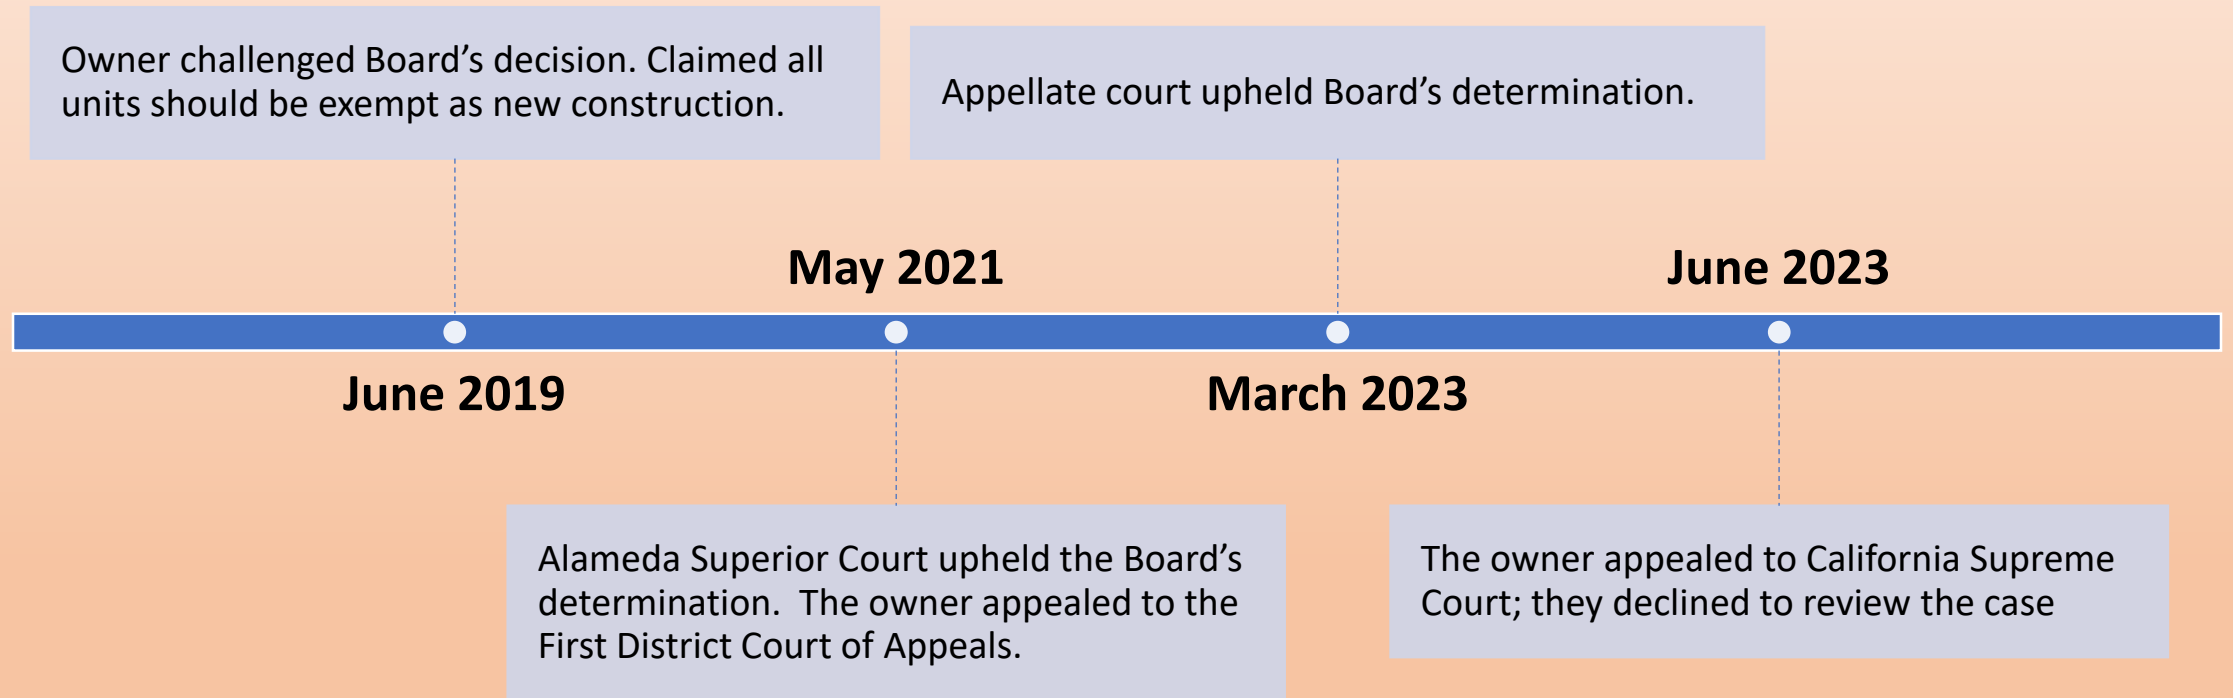 Owner challenged Board’s decision. Claimed all
units should be exempt as new construction.
Appellate court upheld Board’s determination.
May 2021
June 2023
June 2019
March 2023
Alameda Superior Court upheld the Board’s
determination.  The owner appealed to the
First District Court of Appeals.
The owner appealed to California Supreme
Court; they declined to review the case